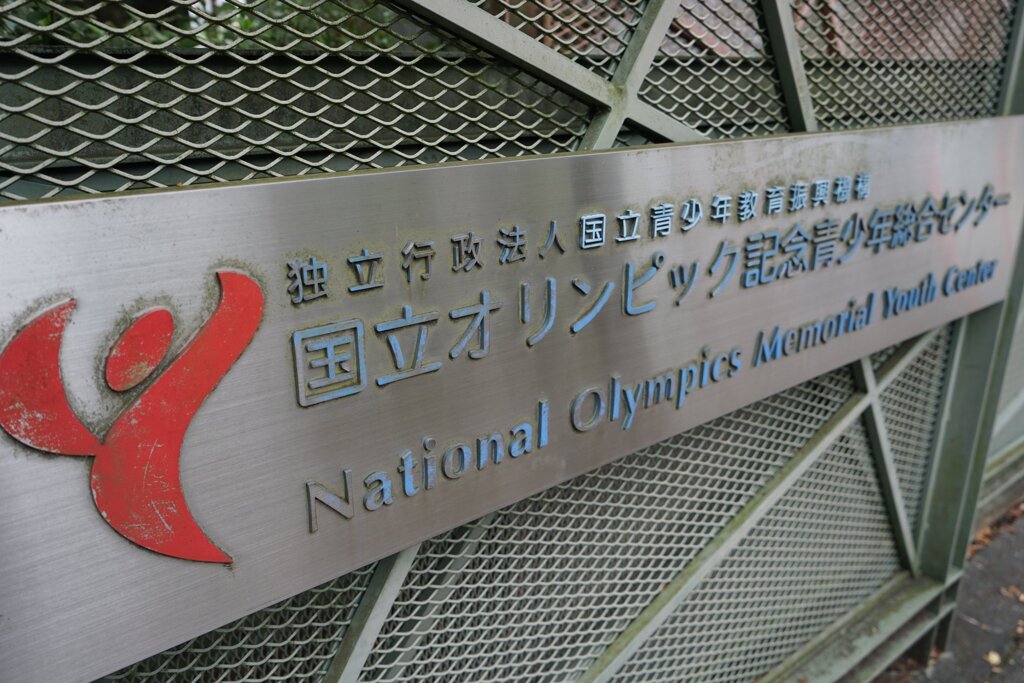 独立行政法人国立青少年教育振興機構
国立オリンピック記念青少年総合センター
National Olympics Memorial Youth Center